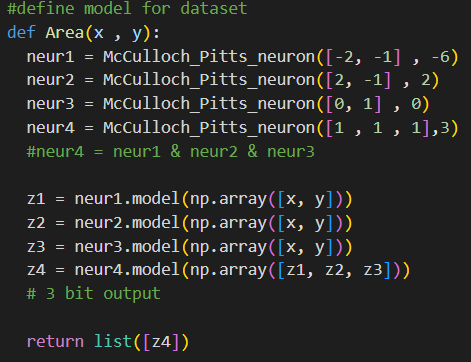 #define model for dataset
def Area(x , y):
neur1 = McCulloch_Pitts_neuron([-2, -1] , -6)
neur2 = McCulloch_Pitts_neuron([2, -1] , 2)
neur3 = McCulloch_Pitts_neuron([0, 1] , 0)
neur4 = McCulloch_Pitts_neuron([1 , 1 , 1],3)
#neur4 = neur1 & neur2 & neur3
z1 = neur1.model(np.array([x, y]))
z2 = neur2.model(np.array([x, y]))
z3 = neur3.model(np.array([x, y]))
z4 = neur4.model(np.array([z1, z2, z3]))
# 3 bit output
return list([z4])